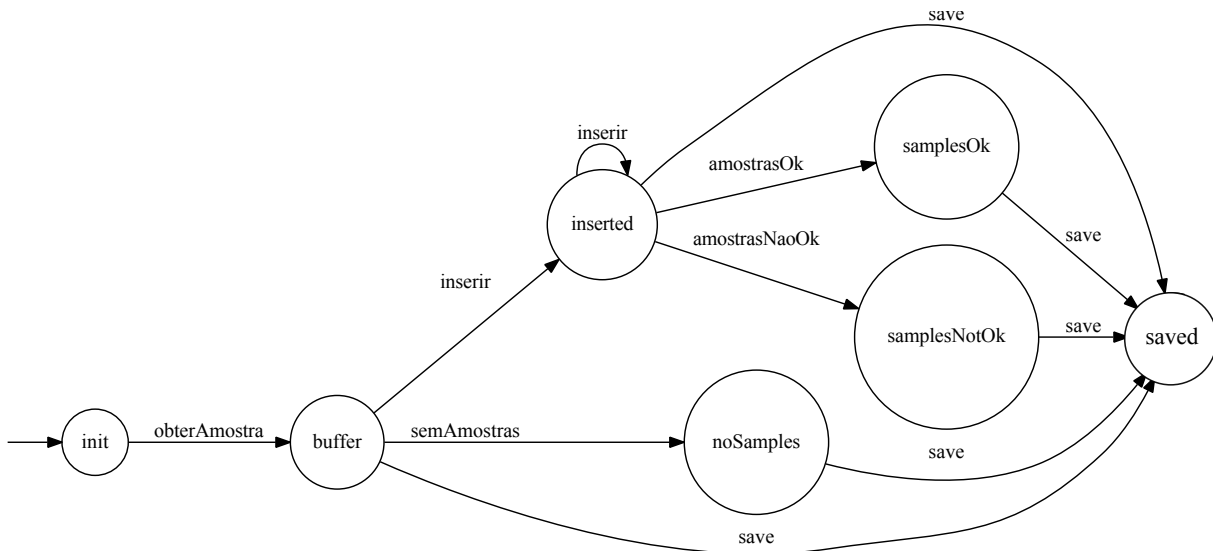 save
inserir
samplesOk
amostrasOk
inserted
amostrasNaoOk
save
inserir
samplesNotOk
save
saved
init
obterAmostra
buffer
semAmostras
noSamples
save
save